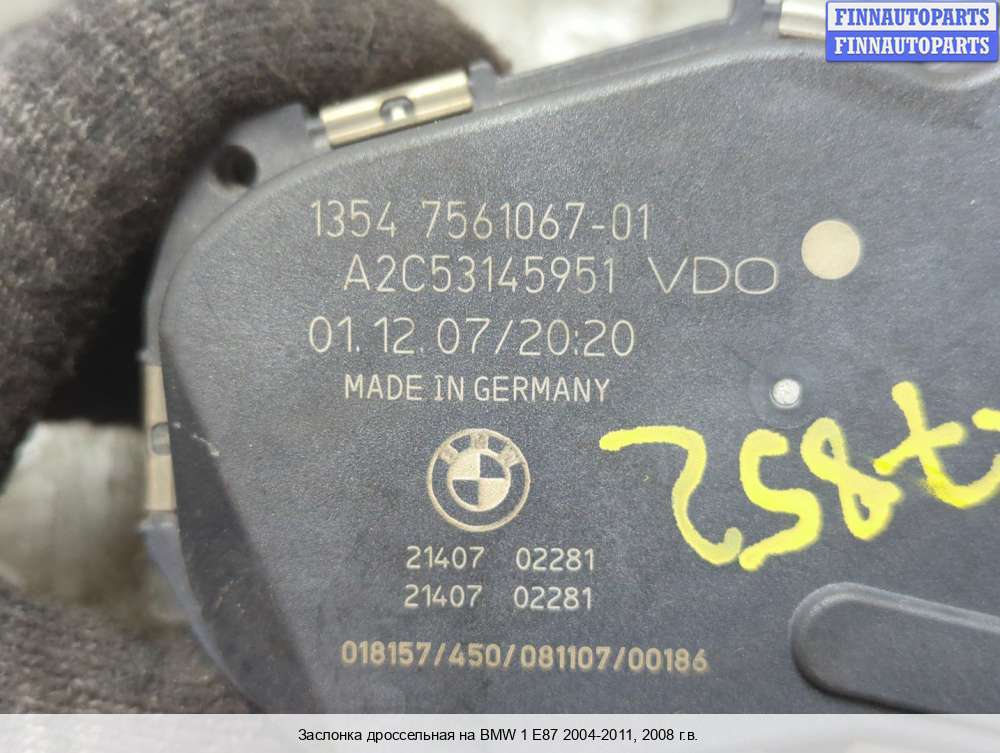 FINNAUTOPARTS
FINNAUTOPARTS
1354 7561067-01
A2C53145951 VDO
01.12.07/20:20
MADE IN GERMANY
BMW
21407 02281
21407 02281
018157/450/081107/00186
Заслонка дроссельная на BMW 1 E87 2004-2011, 2008 г.в.